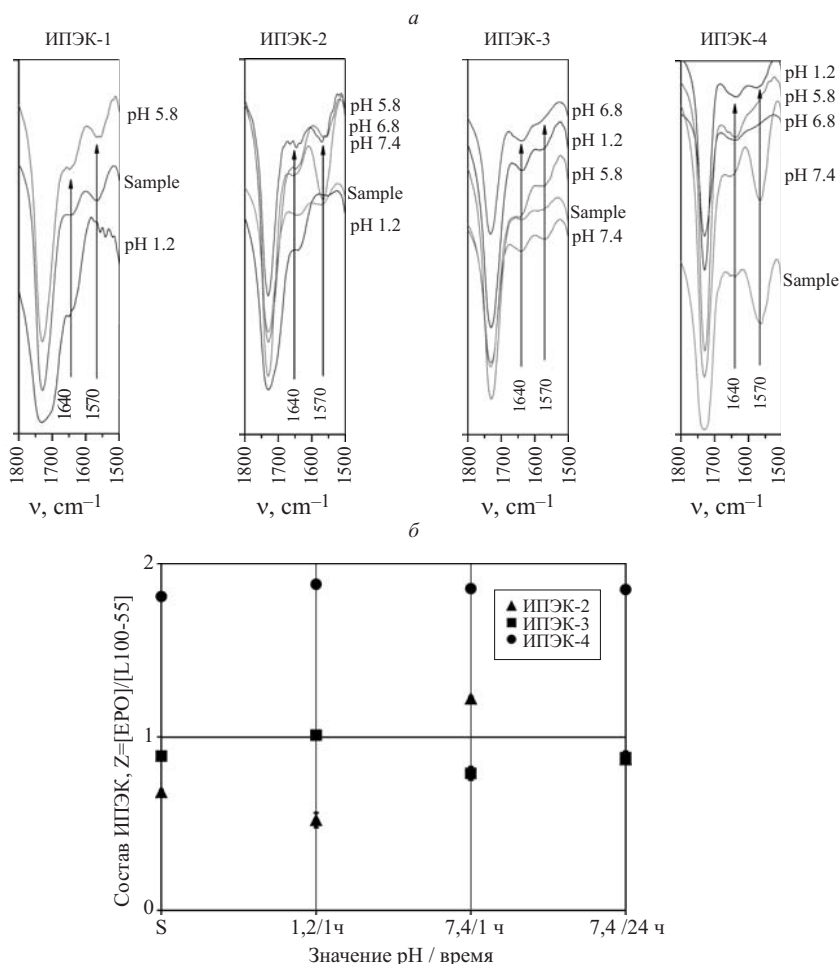 а
ИПЭК-1
pH 5.8
Sample
pH 1.2
1640
1570
1800
1700
1600
1500
ν, cm–1
ИПЭК-2
pH 5.8
pH 6.8
pH 7.4
Sample
pH 1.2
1640
1570
1800
1700
1600
1500
ν, cm–1
ИПЭК-3
pH 6.8
pH 1.2
pH 5.8
Sample
pH 7.4
1640
1570
1800
1700
1600
1500
ν, cm–1
ИПЭК-4
pH 1.2
pH 5.8
pH 6.8
pH 7.4
Sample
1640
1570
1800
1700
1600
1500
ν, cm–1
б
Состав ИПЭК, Z=[EPO]/[L100-55]
2
1
0
ИПЭК-2
ИПЭК-3
ИПЭК-4
S
1,2/1ч
7,4/1 ч
7,4 /24 ч
Значение pH / время